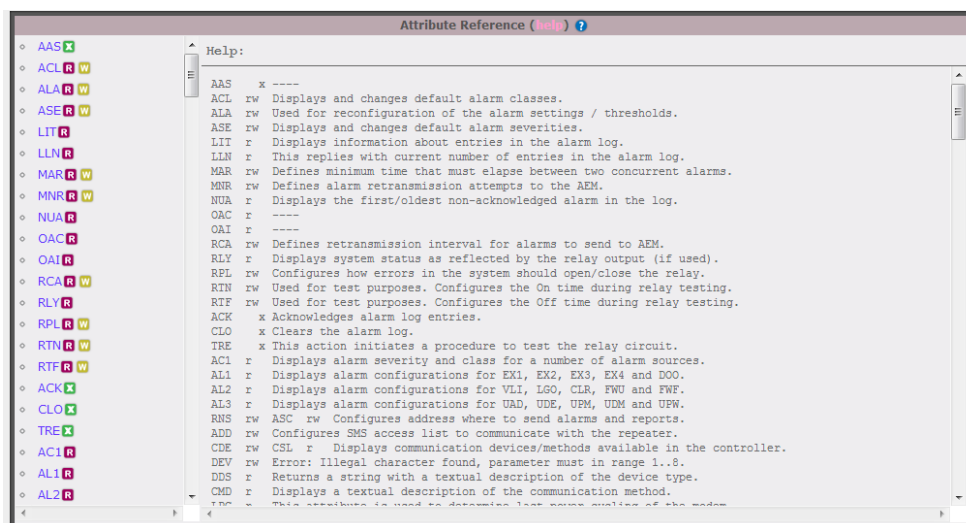 Attribute Reference (help) ?
AAS X
ACL R W
ALA R W
ASE R W
LIT R
LLN R
MAR R W
MNR R W
NUA R
OAC R
OAI R
RCA R W
RLY R
RPL R W
RTN R W
RTF R W
ACK X
CLO X
TRE X
AC1 R
AL1 R
AL2 R
Help:
AAS x ----
ACL rw Displays and changes default alarm classes.
ALA rw Used for reconfiguration of the alarm settings / thresholds.
ASE rw Displays and changes default alarm severities.
LIT r Displays information about entries in the alarm log.
LLN r This replies with current number of entries in the alarm log.
MAR rw Defines minimum time that must elapse between two concurrent alarms.
MNR rw Defines alarm retransmission attempts to the AEM.
NUA r Displays the first/oldest non-acknowledged alarm in the log.
OAC r ----
OAI r ----
RCA rw Defines retransmission interval for alarms to send to AEM.
RLY r Displays system status as reflected by the relay output (if used).
RPL rw Configures how errors in the system should open/close the relay.
RTN rw Used for test purposes. Configures the On time during relay testing.
RTF rw Used for test purposes. Configures the Off time during relay testing.
ACK x Acknowledges alarm log entries.
CLO x Clears the alarm log.
TRE x This action initiates a procedure to test the relay circuit.
AC1 r Displays alarm severity and class for a number of alarm sources.
AL1 r Displays alarm configurations for EX1, EX2, EX3, EX4 and DOO.
AL2 r Displays alarm configurations for VLI, LGO, CLR, FWU and FWF.
AL3 r Displays alarm configurations for UAD, UDE, UPM, UDM and UPW.
RNS rw ASC rw Configures address where to send alarms and reports.
ADD rw Configures SMS access list to communicate with the repeater.
CDE rw CSL r Displays communication devices/methods available in the controller.
DEV rw Error: Illegal character found, parameter must in range 1..8.
DDS r Returns a string with a textual description of the device type.
CMD r Displays a textual description of the communication method.
LPC r This attribute is used to determine last power cycling of the modem